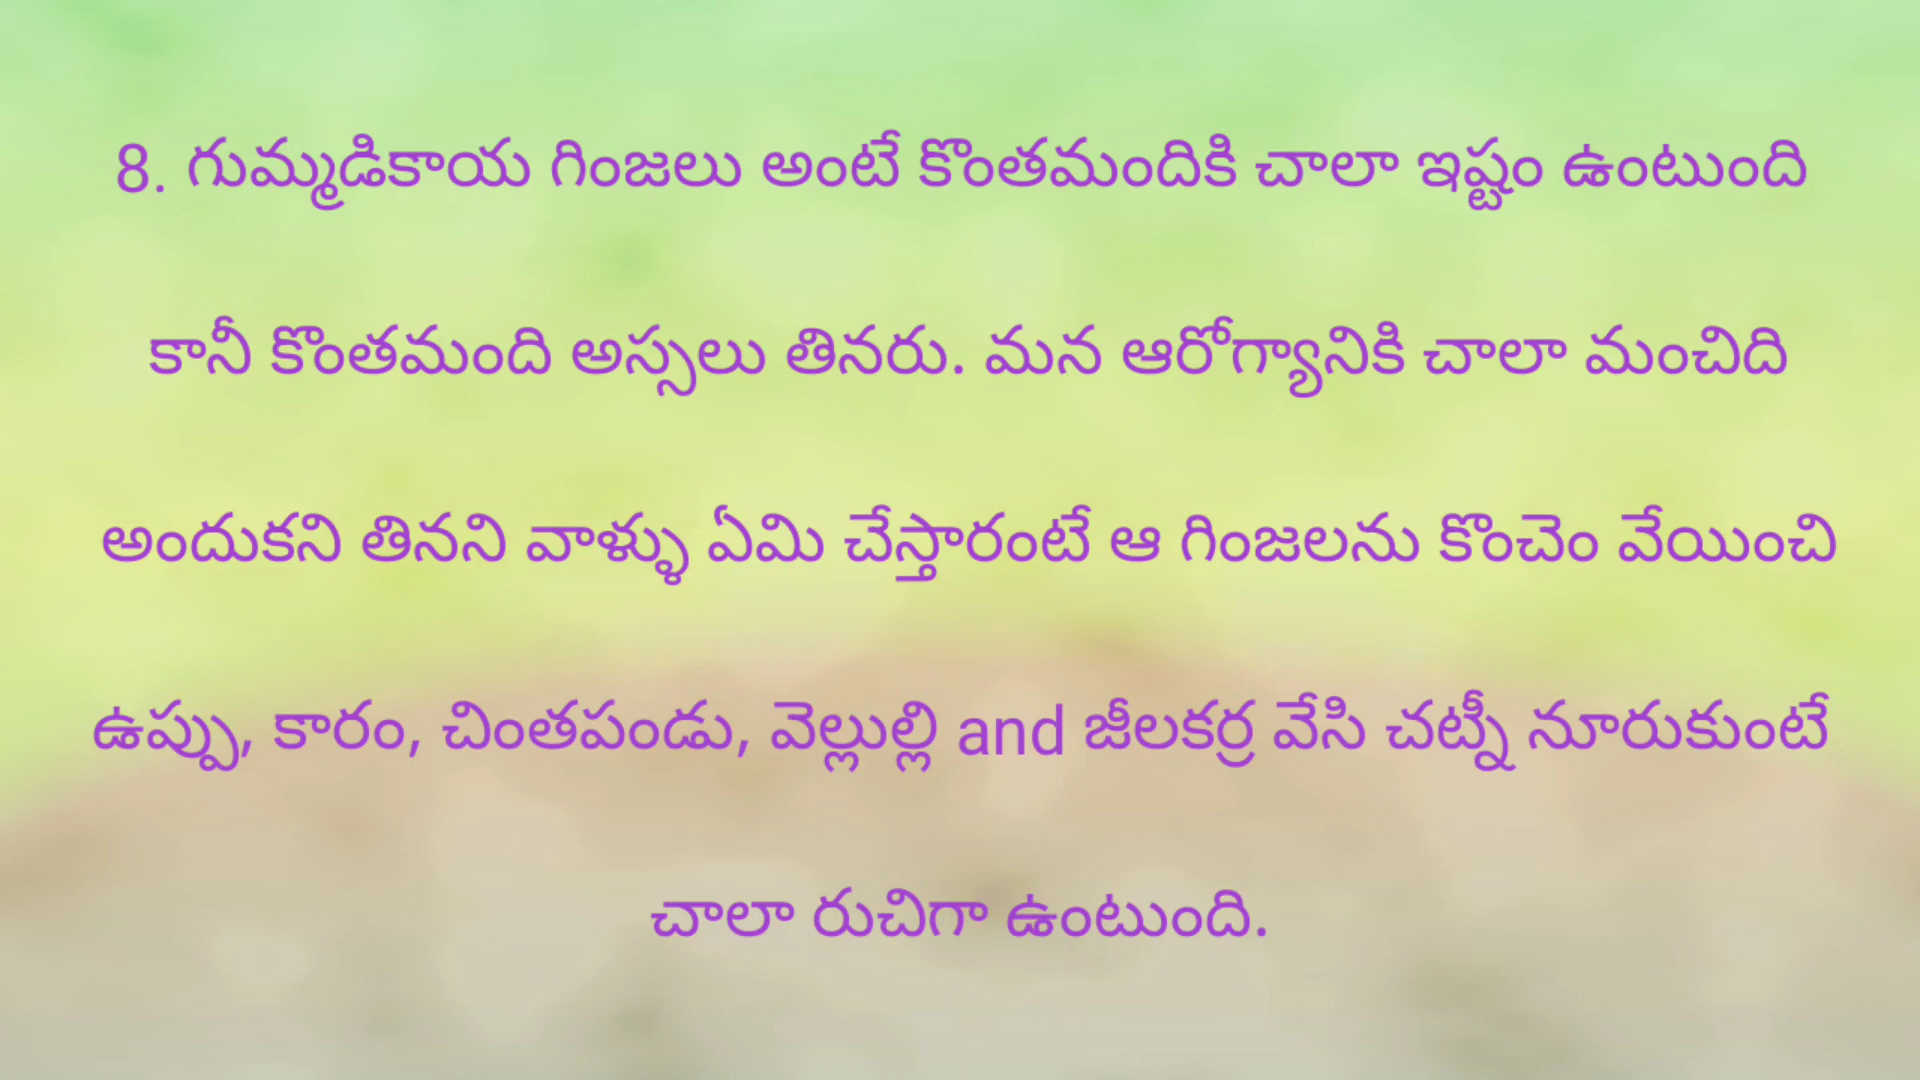 8. గుమ్మడికాయ గింజలు అంటే కొంతమందికి చాలా ఇష్టం ఉంటుంది
కానీ కొంతమంది అస్సలు తినరు. మన ఆరోగ్యానికి చాలా మంచిది
అందుకని తినని వాళ్ళు ఏమి చేస్తారంటే ఆ గింజలను కొంచెం వేయించి
ఉప్పు, కారం, చింతపండు, వెల్లుల్లి and జీలకర్ర వేసి చట్నీ నూరుకుంటే
చాలా రుచిగా ఉంటుంది.